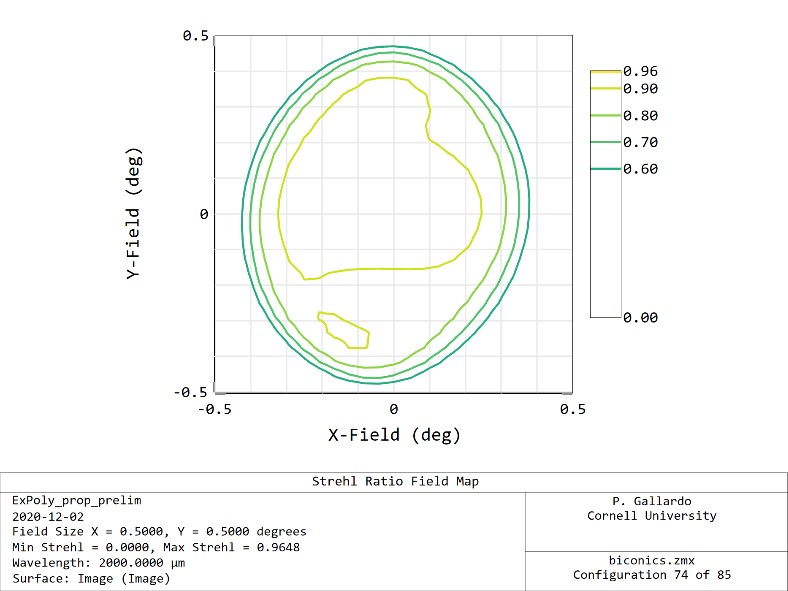 0.5
0
-0.5
Y-Field (deg)
-0.5
0
0.5
X-Field (deg)
0.96
0.90
0.80
0.70
0.60
0.00
Strehl Ratio Field Map
ExPoly_prop_prelim
2020-12-02
Field Size X = 0.5000, Y = 0.5000 degrees
Min Strehl = 0.0000, Max Strehl = 0.9648
Wavelength: 2000.0000 µm
Surface: Image (Image)
P. Gallardo
Cornell University
biconics.zmx
Configuration 74 of 85